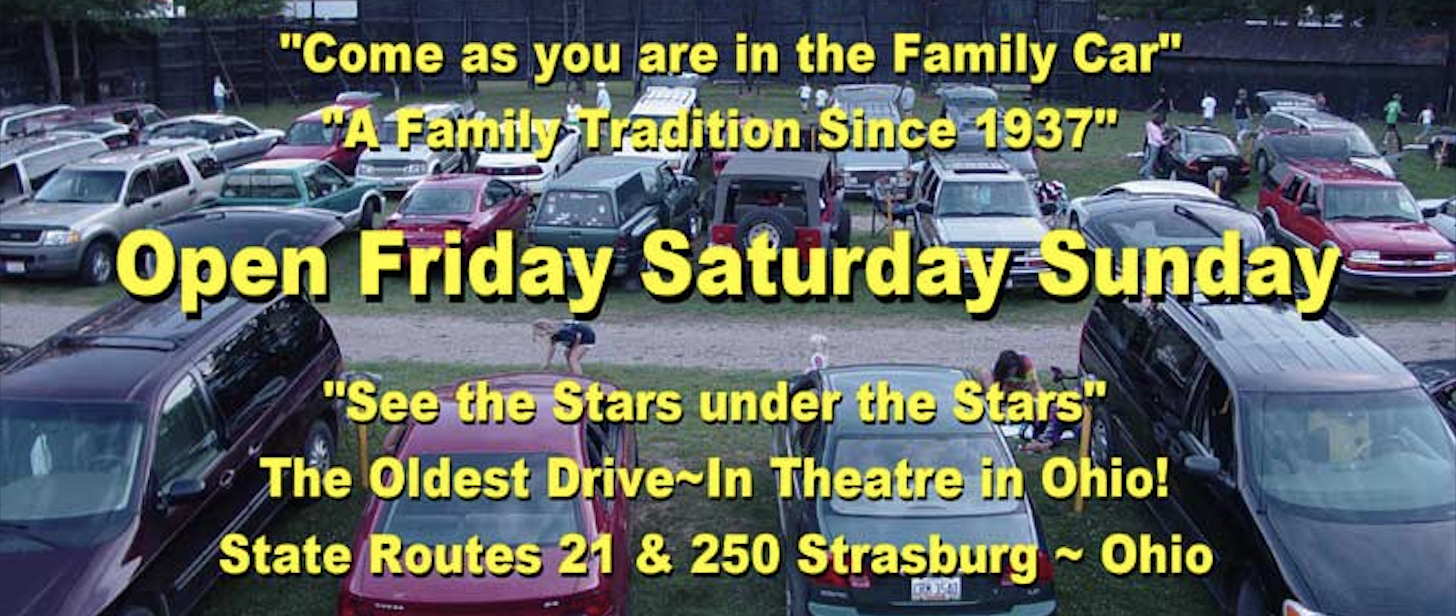 "Come as you are in the Family Car"
"A Family Tradition Since 1937"
Open Friday Saturday Sunday
"See the Stars under the Stars"
The Oldest Drive~In Theatre in Ohio!
State Routes 21 & 250 Strasburg ~ Ohio